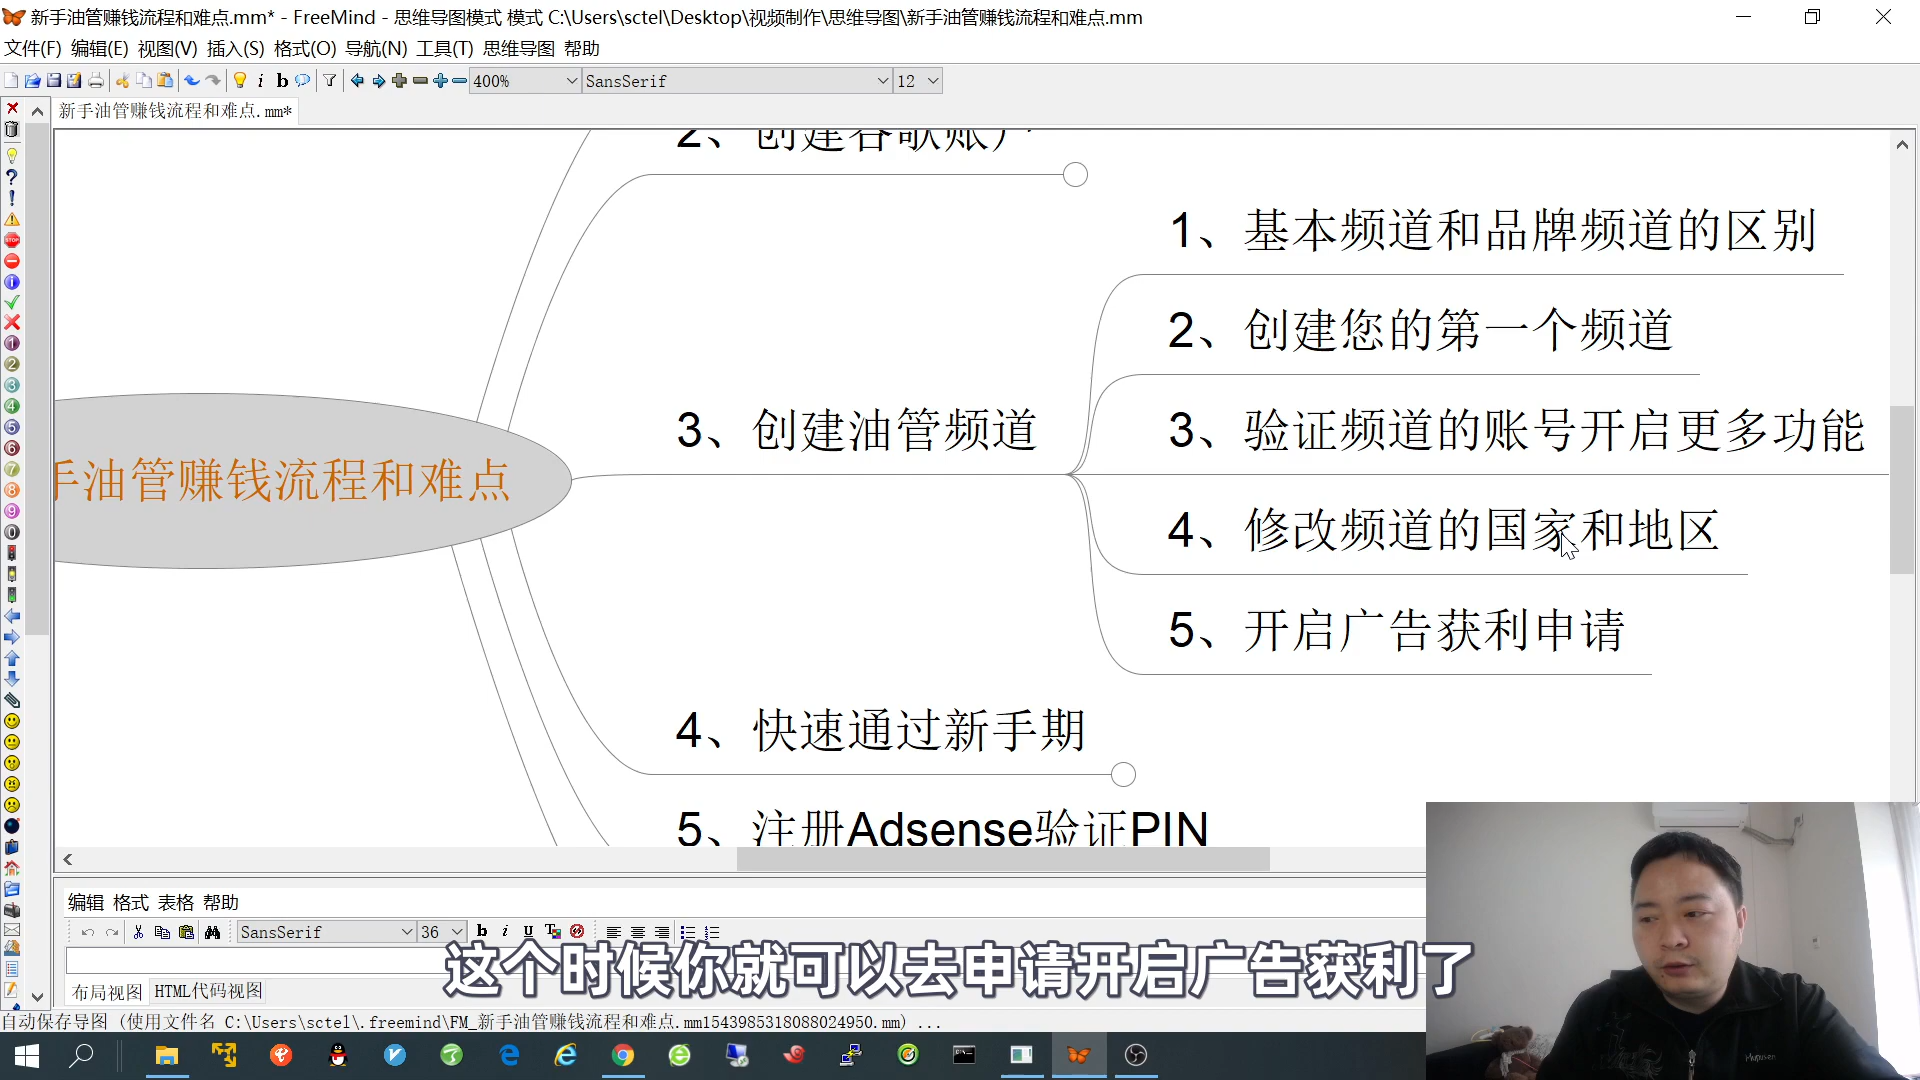 新手油管赚钱流程和难点.mm* - FreeMind - 思维导图模式 模式 C:\Users\sctel\Desktop\视频制作\思维导图\新手油管赚钱流程和难点.mm
文件(F) 编辑(E) 视图(V) 插入(S) 格式(O) 导航(N) 工具(T) 思维导图 帮助
400%
SansSerif
12
新手油管赚钱流程和难点.mm*
2、创建谷歌账户
1、基本频道和品牌频道的区别
2、创建您的第一个频道
3、创建油管频道
3、验证频道的账号开启更多功能
手油管赚钱流程和难点
4、修改频道的国家和地区
5、开启广告获利申请
4、快速通过新手期
5、注册Adsense验证PIN
编辑 格式 表格 帮助
SansSerif
36
这个时候你就可以去申请开启广告获利了
布局视图 HTML代码视图
自动保存导图 (使用文件名 C:\Users\sctel\.freemind\FM_新手油管赚钱流程和难点.mm1543985318088024950.mm) ...